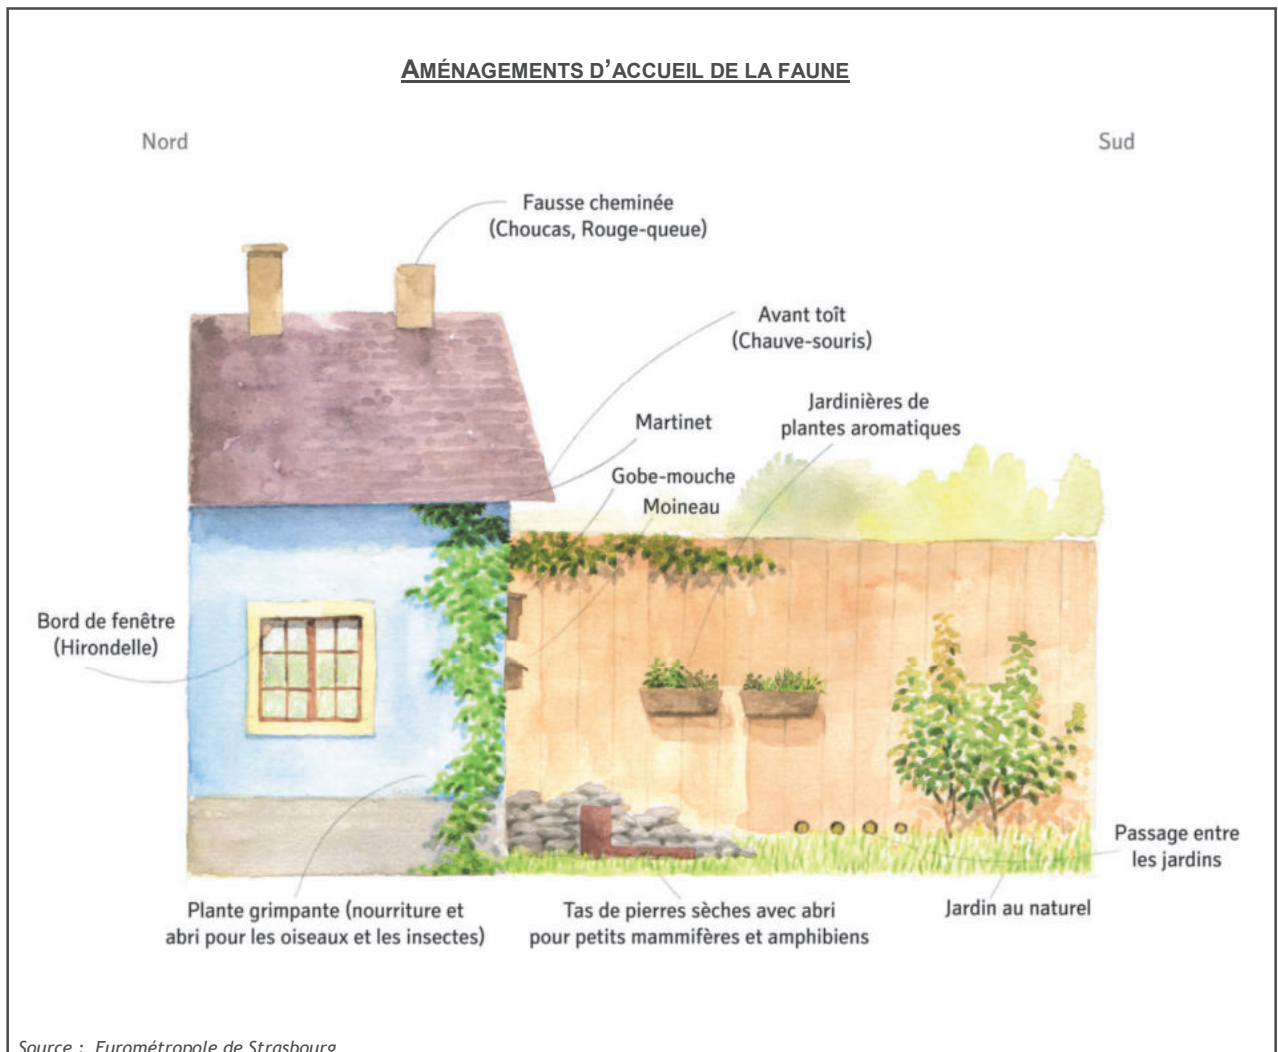 AMÉNAGEMENTS D'ACCUEIL DE LA FAUNE
Nord
Sud
Fausse cheminée
(Choucas, Rouge-queue)
Avant toît
(Chauve-souris)
Jardinières de
plantes aromatiques
Martinet
Gobe-mouche
Moineau
Bord de fenêtre
(Hirondelle)
Passage entre
les jardins
Plante grimpante (nourriture et
abri pour les oiseaux et les insectes)
Tas de pierres sèches avec abri
pour petits mammifères et amphibiens
Jardin au naturel
Source : Eurométropole de Strasbourg